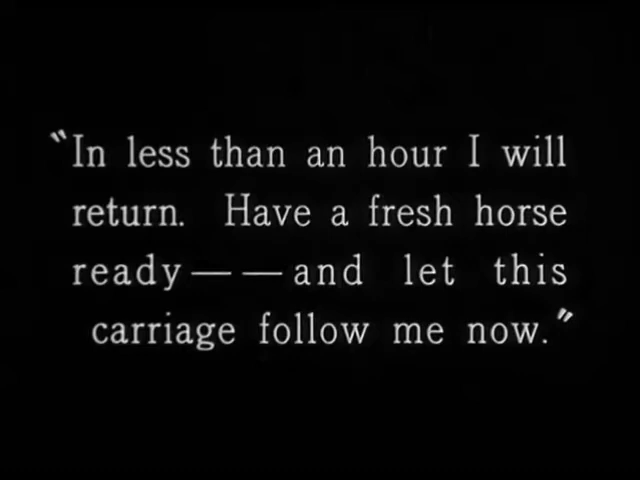 "In less than an hour I will
return. Have a fresh horse
ready——and let this
carriage follow me now."